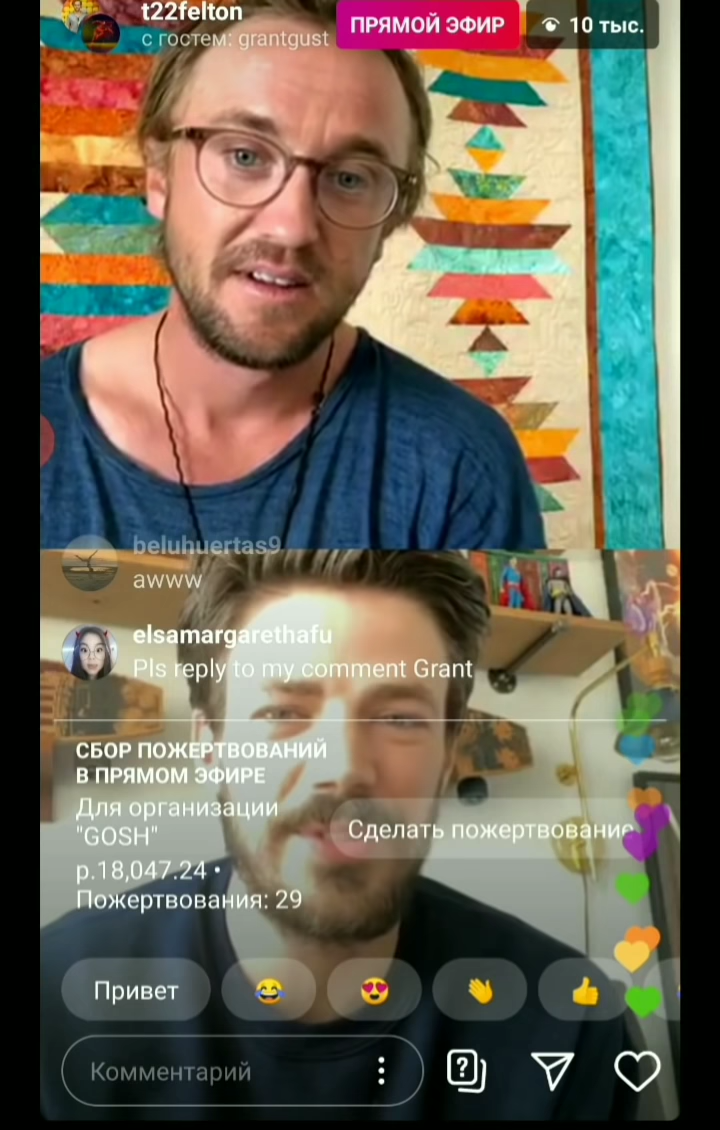 t22felton
с гостем: grantgust
ПРЯМОЙ ЭФИР
10 тыс.
beluhuertas9
awww
elsamargarethafu
Pls reply to my comment Grant
СБОР ПОЖЕРТВОВАНИЙ
В ПРЯМОМ ЭФИРЕ
Для организации
"GOSH"
Сделать пожертвование
р.18,047.24 •
Пожертвования: 29
Привет
Комментарий